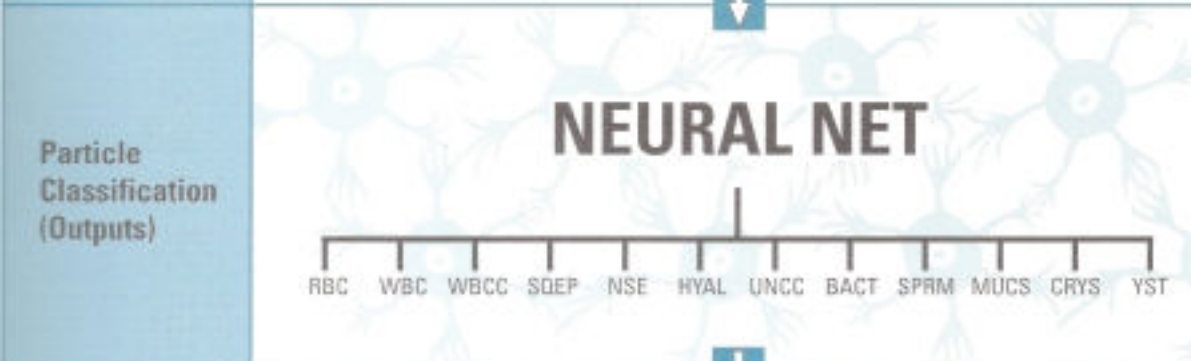 NEURAL NET
Particle
Classification
(Outputs)
RBC WBC WBCC SQEP NSE HYAL UNCC BACT SPRM MUCS CRYS YST